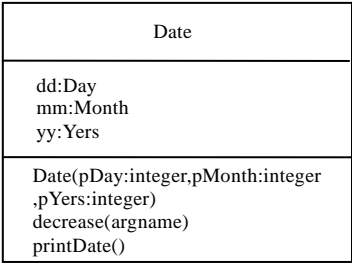 Date
dd:Day
mm:Month
yy:Yers
Date(pDay:integer,pMonth:integer
,pYers:integer)
decrease(argname)
printDate()